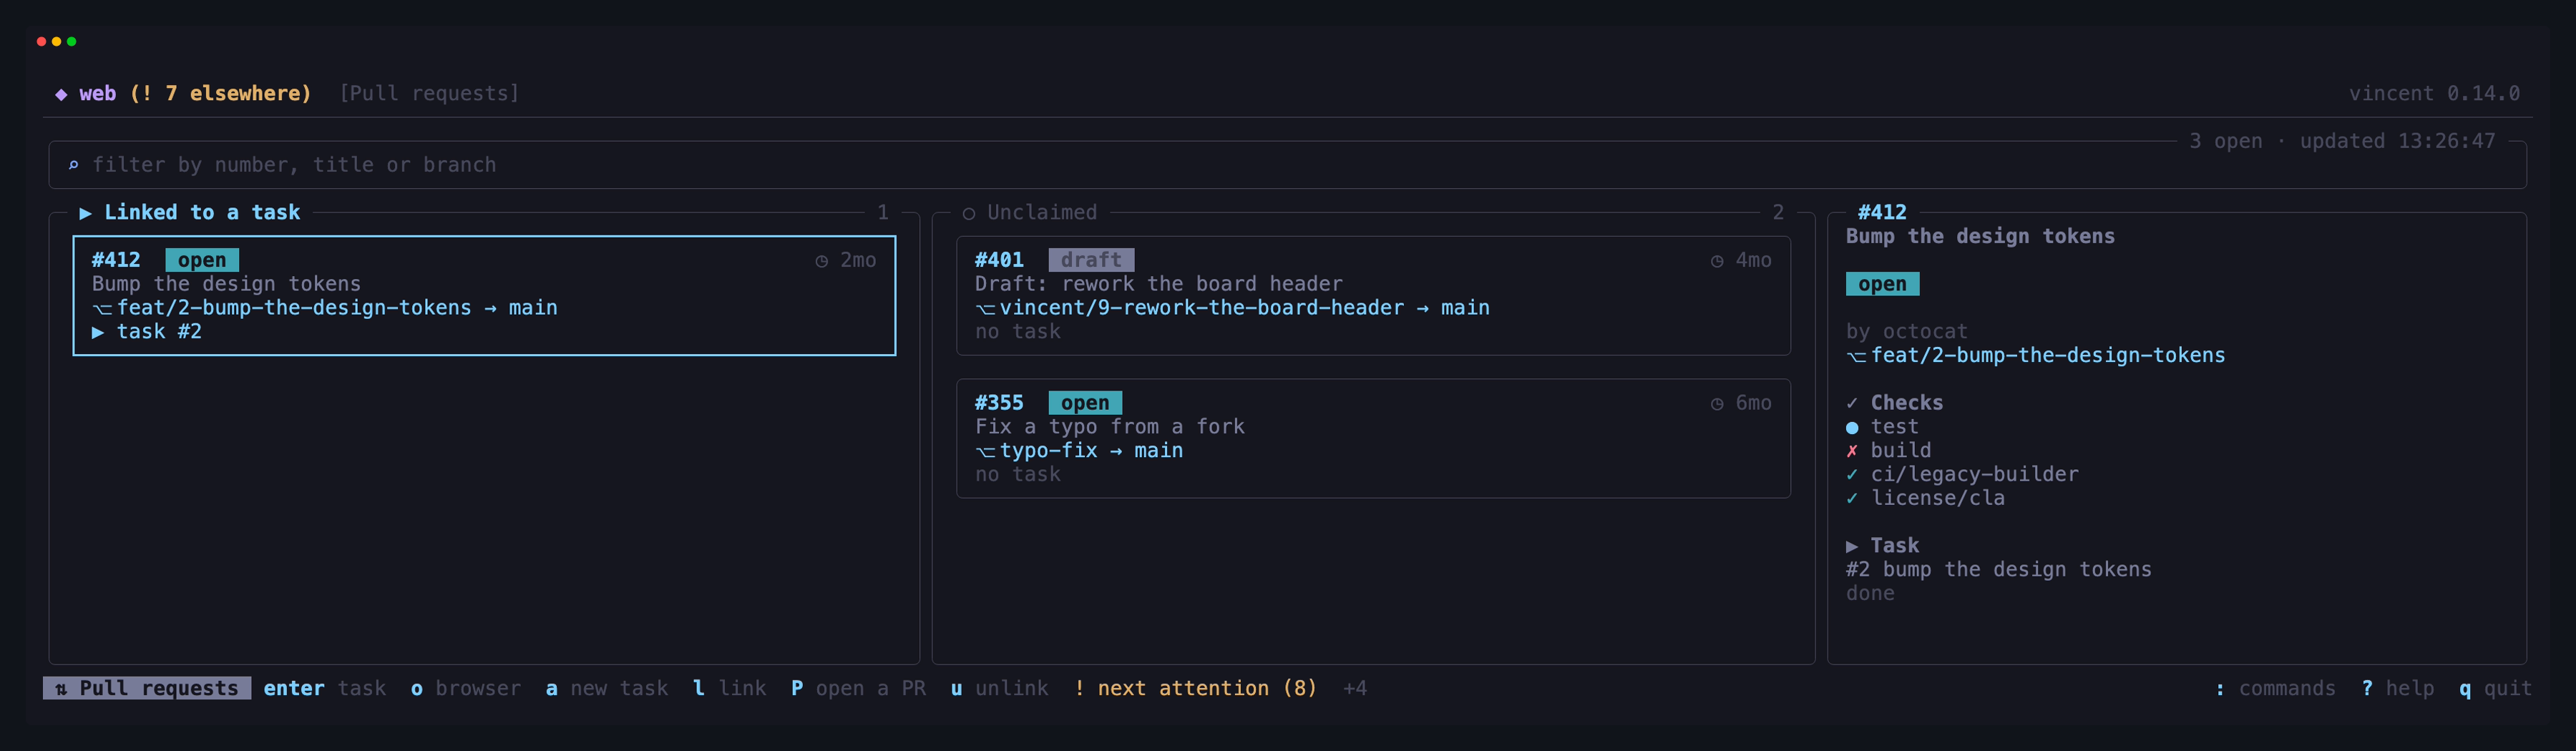 ◆ web (! 7 elsewhere) [Pull requests] vincent 0.14.0
3 open · updated 13:26:47
⌕ filter by number, title or branch
▶ Linked to a task 1
#412 open ◷ 2mo
Bump the design tokens
⌥feat/2-bump-the-design-tokens → main
▶ task #2
○ Unclaimed 2
#401 draft ◷ 4mo
Draft: rework the board header
⌥vincent/9-rework-the-board-header → main
no task
#355 open ◷ 6mo
Fix a typo from a fork
⌥typo-fix → main
no task
#412
Bump the design tokens
open
by octocat
⌥feat/2-bump-the-design-tokens
✓ Checks
● test
✗ build
✓ ci/legacy-builder
✓ license/cla
▶ Task
#2 bump the design tokens
done
⇅ Pull requests enter task o browser a new task l link P open a PR u unlink ! next attention (8) +4 : commands ? help q quit